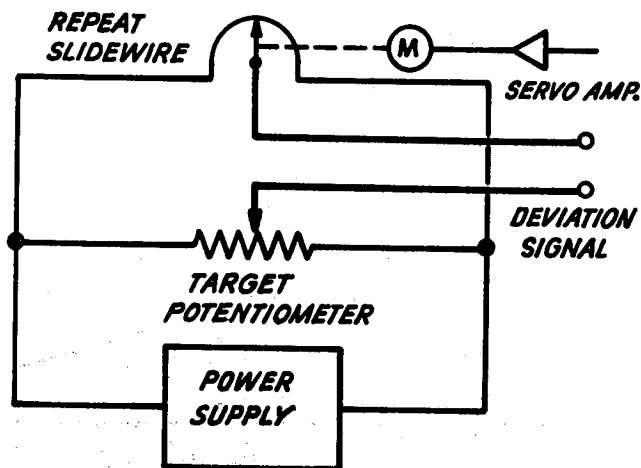 REPEAT
SLIDEWIRE
M
SERVO AMP.
DEVIATION
SIGNAL
TARGET
POTENTIOMETER
POWER
SUPPLY